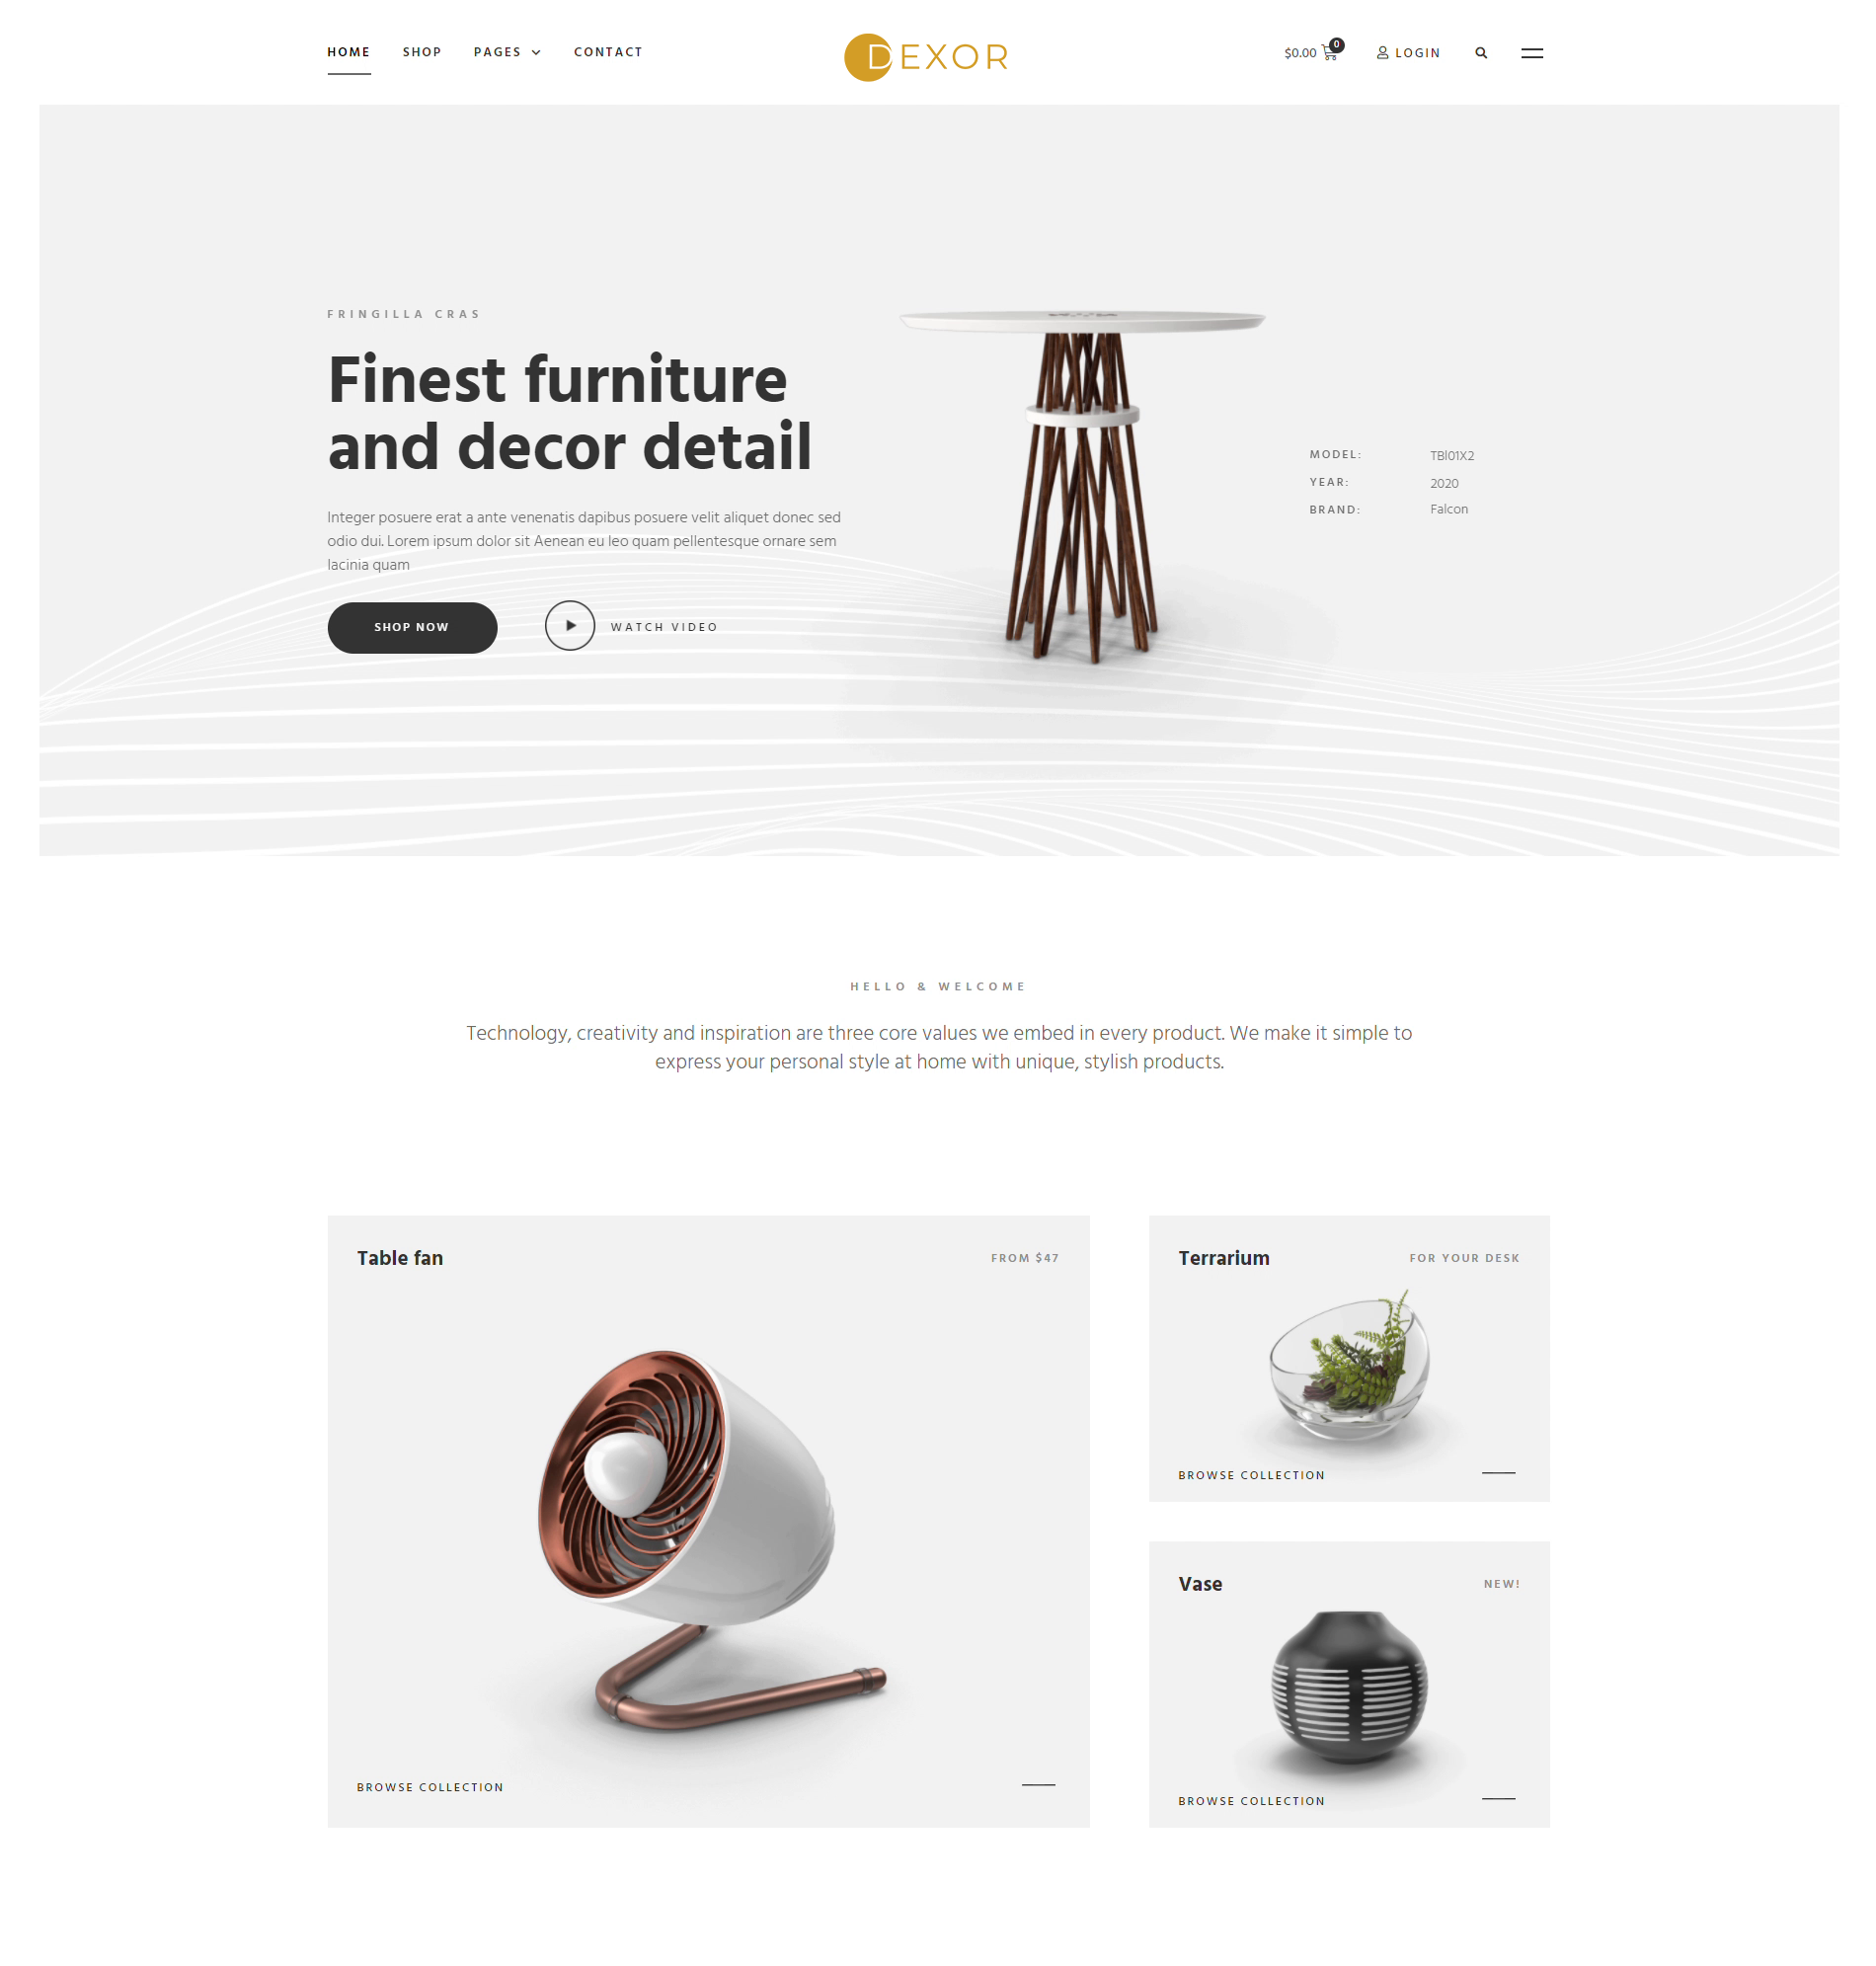 HOME SHOP PAGES CONTACT
DEXOR
$0.00 0 LOGIN
FRINGILLA CRAS
Finest furniture
and decor detail
Integer posuere erat a ante venenatis dapibus posuere velit aliquet donec sed
odio dui. Lorem ipsum dolor sit Aenean eu leo quam pellentesque ornare sem
lacinia quam
SHOP NOW
WATCH VIDEO
MODEL: TBl01X2
YEAR: 2020
BRAND: Falcon
HELLO & WELCOME
Technology, creativity and inspiration are three core values we embed in every product. We make it simple to
express your personal style at home with unique, stylish products.
Table fan FROM $47
BROWSE COLLECTION
Terrarium FOR YOUR DESK
BROWSE COLLECTION
Vase NEW!
BROWSE COLLECTION